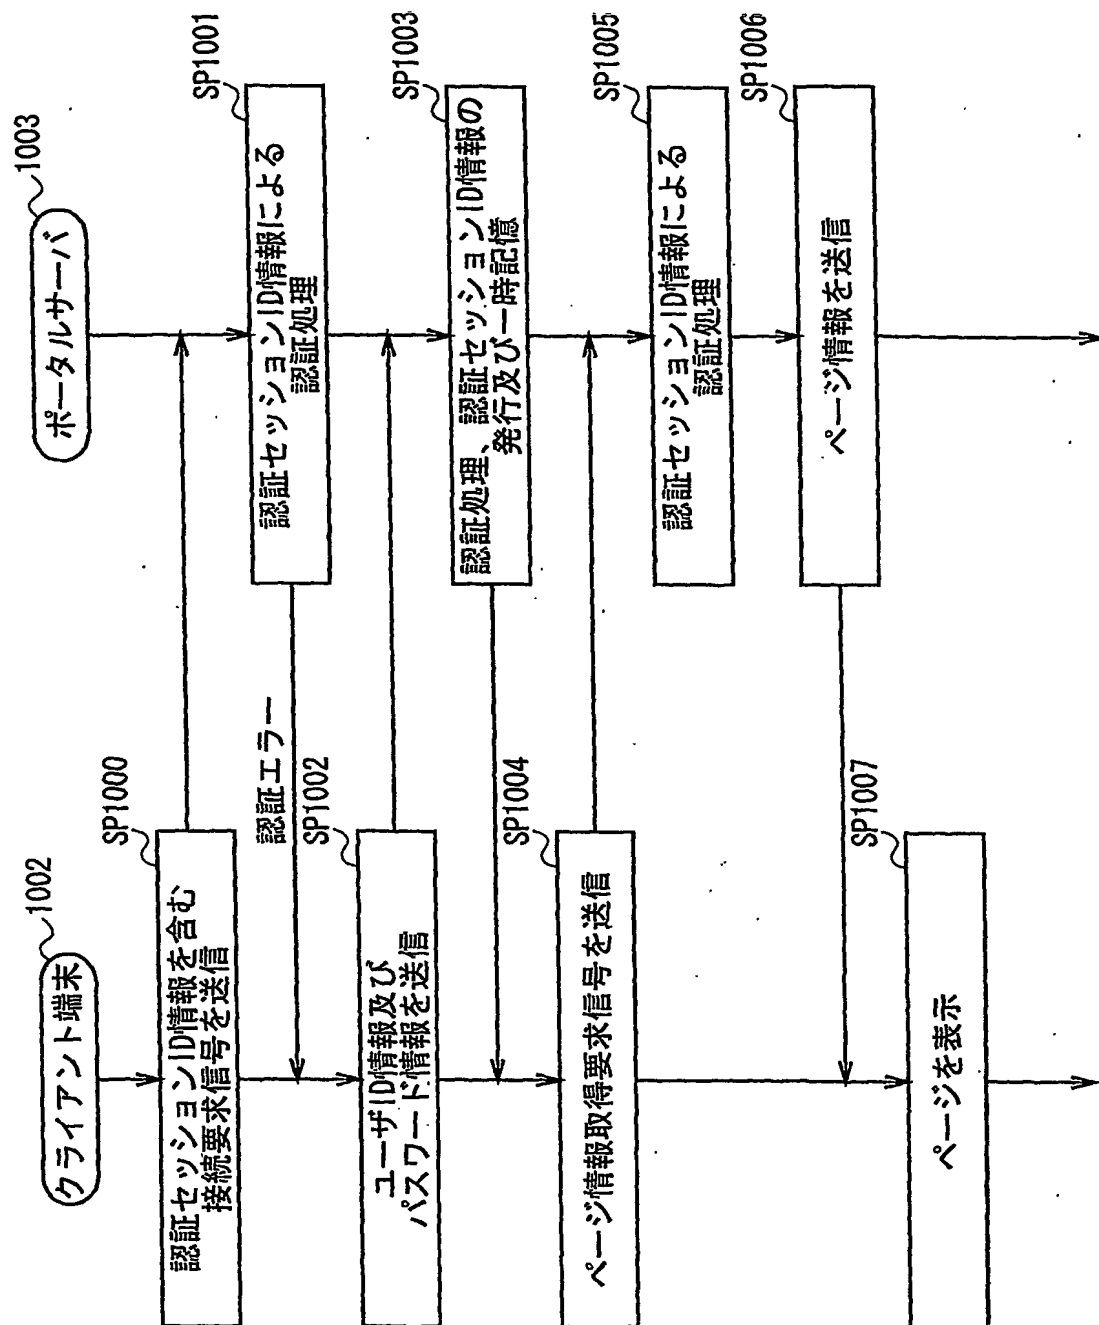 クライアント端末
1002
ポータルサーバ
1003
SP1000
認証セッションID情報を含む
接続要求信号を送信
SP1001
認証セッションID情報による
認証処理
認証エラー
SP1002
ユーザID情報及び
パスワード情報を送信
SP1003
認証処理、認証セッションID情報の
発行及び一時記憶
SP1004
ページ情報取得要求信号を送信
SP1005
認証セッションID情報による
認証処理
SP1006
ページ情報を送信
SP1007
ページを表示